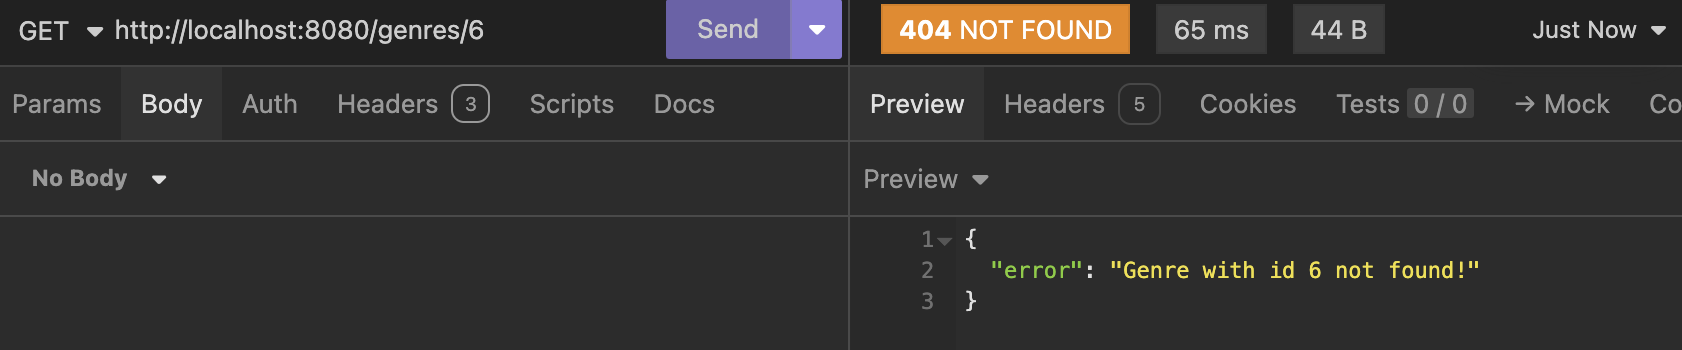 GET http://localhost:8080/genres/6 Send 404 NOT FOUND 65 ms 44 B Just Now
Params Body Auth Headers 3 Scripts Docs Preview Headers 5 Cookies Tests 0 / 0 → Mock Co
No Body Preview
1 {
2 "error": "Genre with id 6 not found!"
3 }